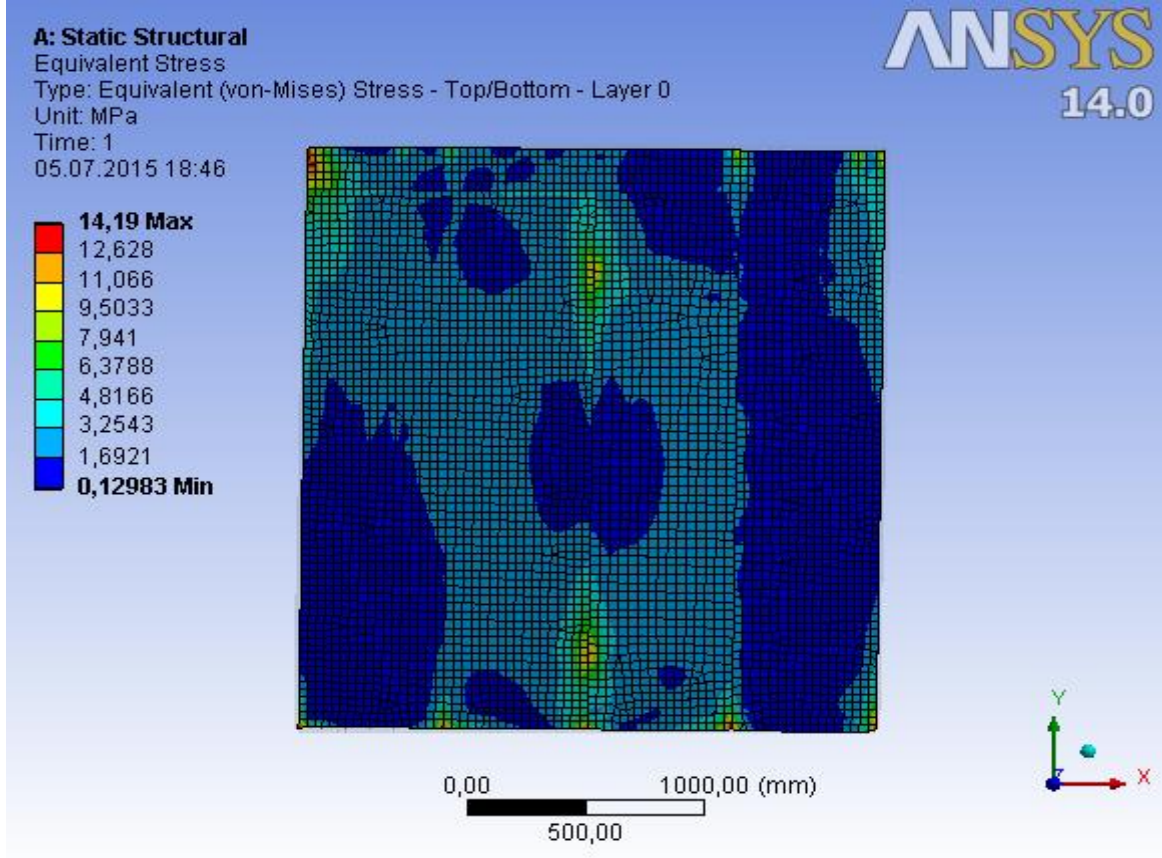 A: Static Structural
Equivalent Stress
Type: Equivalent (von-Mises) Stress - Top/Bottom - Layer 0
Unit: MPa
Time: 1
05.07.2015 18:46
ANSYS
14.0
14,19 Max
12,628
11,066
9,5033
7,941
6,3788
4,8166
3,2543
1,6921
0,12983 Min
0,00 1000,00 (mm)
500,00
Y
Z X